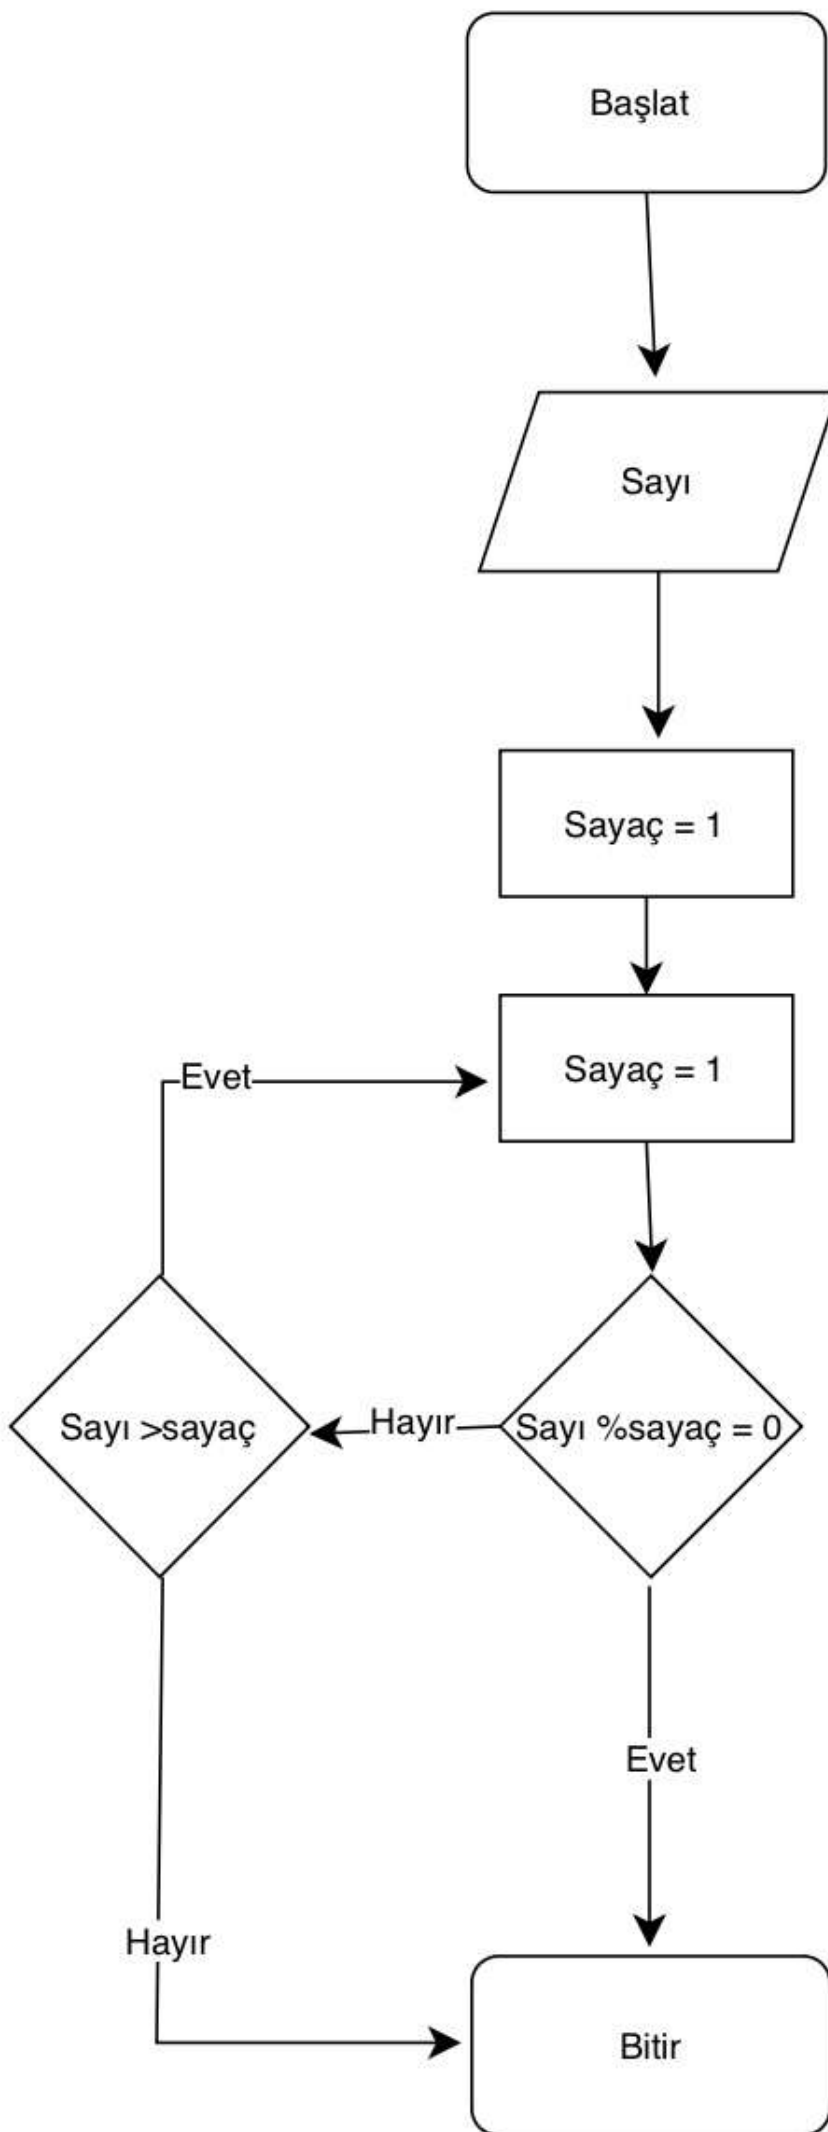 Başlat
Sayı
Sayaç = 1
Sayaç = 1
Evet
Sayı >sayaç
Hayır
Sayı %sayaç = 0
Evet
Hayır
Bitir